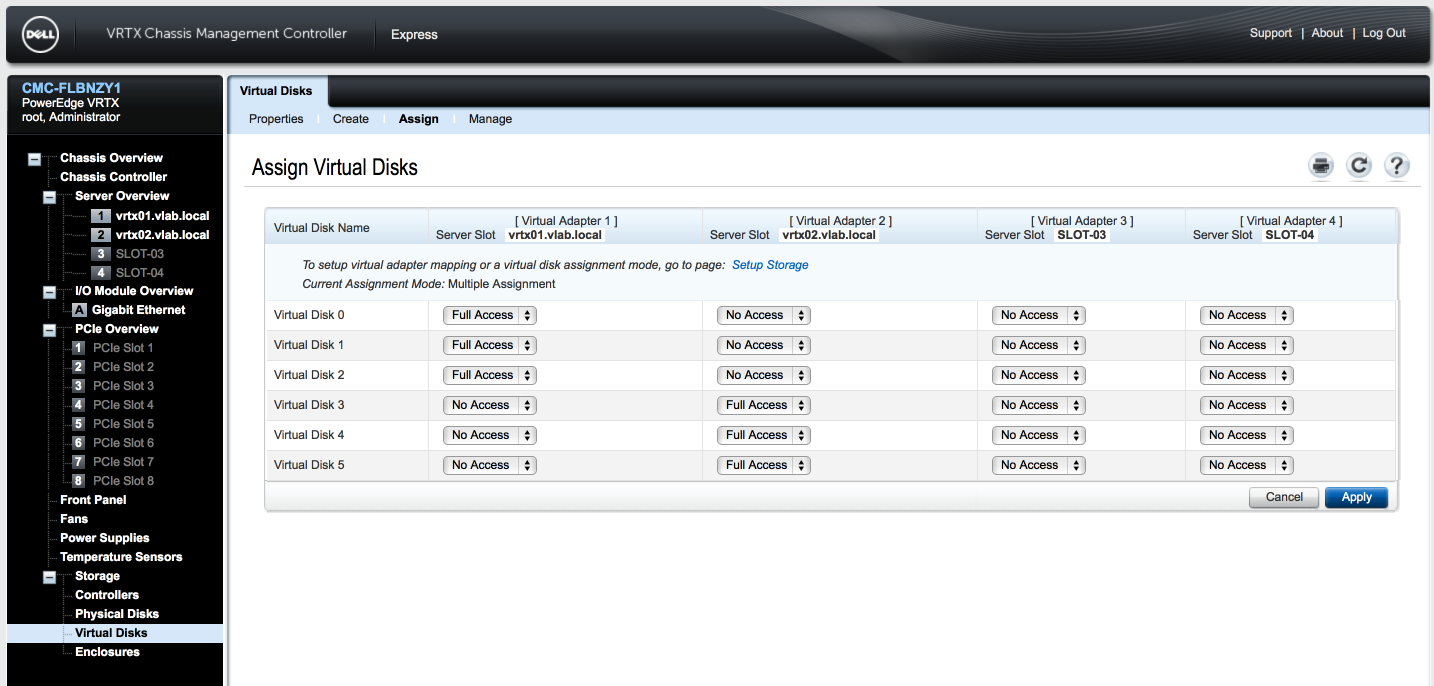 DELL VRTX Chassis Management Controller Express Support | About | Log Out
CMC-FLBNZY1
PowerEdge VRTX
root, Administrator
Chassis Overview
Chassis Controller
Server Overview
1 vrtx01.vlab.local
2 vrtx02.vlab.local
3 SLOT-03
4 SLOT-04
I/O Module Overview
A Gigabit Ethernet
PCIe Overview
1 PCIe Slot 1
2 PCIe Slot 2
3 PCIe Slot 3
4 PCIe Slot 4
5 PCIe Slot 5
6 PCIe Slot 6
7 PCIe Slot 7
8 PCIe Slot 8
Front Panel
Fans
Power Supplies
Temperature Sensors
Storage
Controllers
Physical Disks
Virtual Disks
Enclosures
Virtual Disks
Properties Create Assign Manage
Assign Virtual Disks ?
Virtual Disk Name
[ Virtual Adapter 1 ] [ Virtual Adapter 2 ] [ Virtual Adapter 3 ] [ Virtual Adapter 4 ]
Server Slot vrtx01.vlab.local Server Slot vrtx02.vlab.local Server Slot SLOT-03 Server Slot SLOT-04
To setup virtual adapter mapping or a virtual disk assignment mode, go to page: Setup Storage
Current Assignment Mode: Multiple Assignment
Virtual Disk 0 Full Access No Access No Access No Access
Virtual Disk 1 Full Access No Access No Access No Access
Virtual Disk 2 Full Access No Access No Access No Access
Virtual Disk 3 No Access Full Access No Access No Access
Virtual Disk 4 No Access Full Access No Access No Access
Virtual Disk 5 No Access Full Access No Access No Access
Cancel Apply